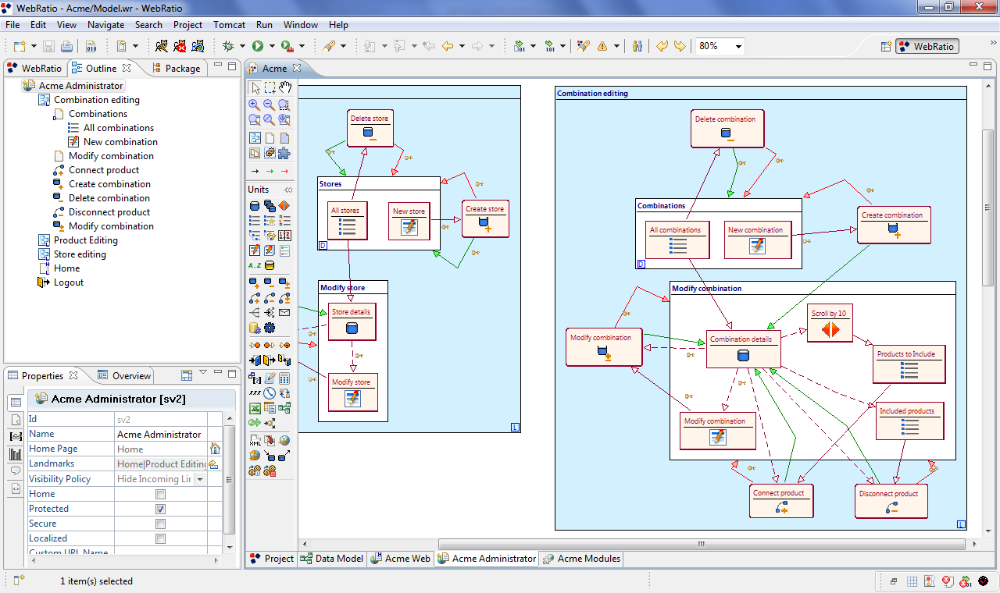 WebRatio - Acme/Model.wr - WebRatio
File Edit View Navigate Search Project Tomcat Run Window Help
80%
WebRatio
WebRatio Outline Package
Acme Administrator
Combination editing
Combinations
All combinations
New combination
Modify combination
Connect product
Create combination
Delete combination
Disconnect product
Modify combination
Product Editing
Store editing
Home
Logout
Properties Overview
Acme Administrator [sv2]
Id sv2
Name Acme Administrator
Home Page Home
Landmarks Home|Product Editing
Visibility Policy Hide Incoming Lir
Home
Protected
Secure
Localized
Custom URL Name
Acme
Units
A..Z
XML
Delete store
Stores
All stores
New store
D
Create store
Modify store
Store details
Modify store
L
Combination editing
Delete combination
Combinations
All combinations
New combination
D
Create combination
Modify combination
Scroll by 10
Modify combination
Combination details
Products to Include
Included products
Modify combination
Connect product
Disconnect product
L
Project Data Model Acme Web Acme Administrator Acme Modules
1 item(s) selected